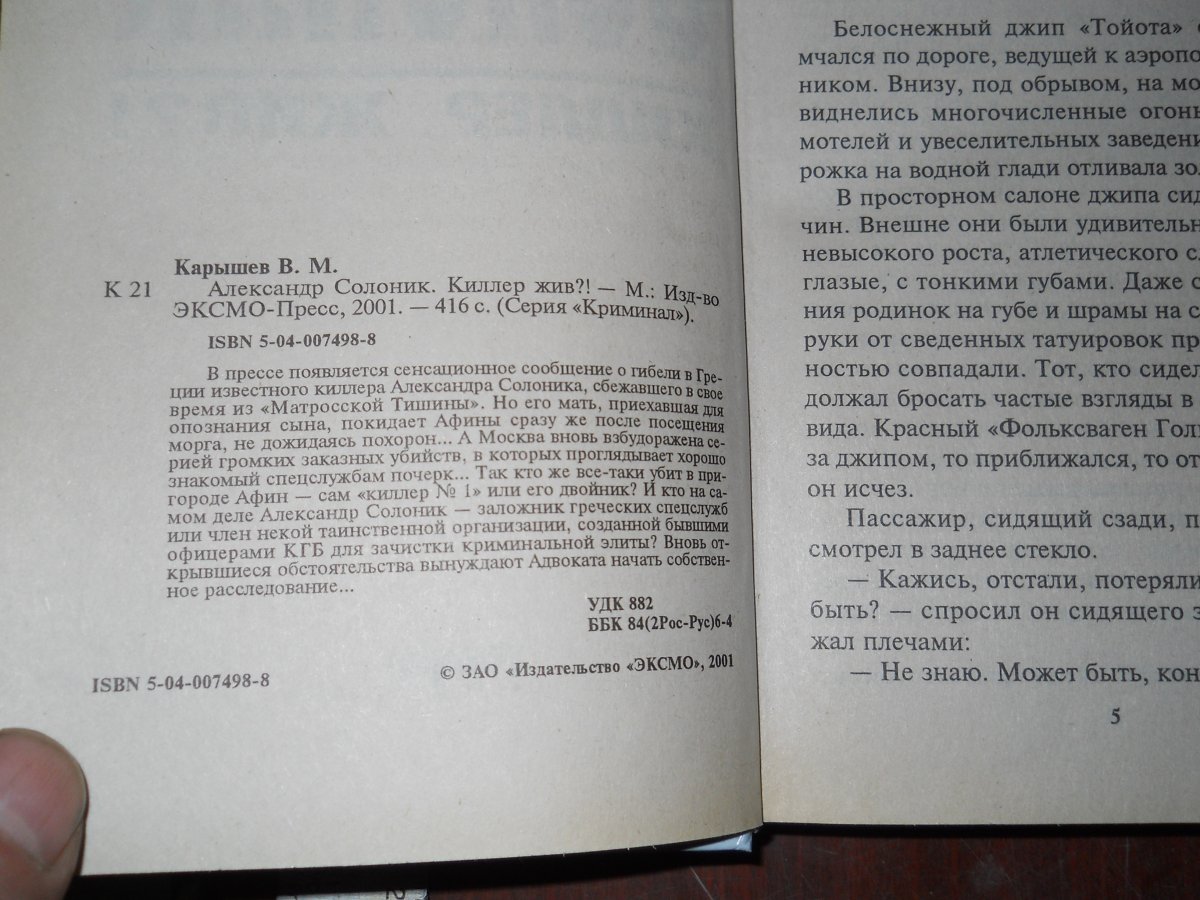 Карышев В. М.
К 21 Александр Солоник. Киллер жив?! — М.: Изд-во
ЭКСМО-Пресс, 2001. — 416 с. (Серия «Криминал»).
ISBN 5-04-007498-8
В прессе появляется сенсационное сообщение о гибели в Гре-
ции известного киллера Александра Солоника, сбежавшего в свое
время из «Матросской Тишины». Но его мать, приехавшая для
опознания сына, покидает Афины сразу же после посещения
морга, не дожидаясь похорон... А Москва вновь взбудоражена се-
рией громких заказных убийств, в которых проглядывает хорошо
знакомый спецслужбам почерк... Так кто же все-таки убит в при-
городе Афин — сам «киллер № 1» или его двойник? И кто на са-
мом деле Александр Солоник — заложник греческих спецслужб
или член некой таинственной организации, созданной бывшими
офицерами КГБ для зачистки криминальной элиты? Вновь от-
крывшиеся обстоятельства вынуждают Адвоката начать собствен-
ное расследование...
УДК 882
ББК 84(2Рос-Рус)6-4
ISBN 5-04-007498-8
© ЗАО «Издательство «ЭКСМО», 2001
Белоснежный джип «Тойота»
мчался по дороге, ведущей к аэропо
ником. Внизу, под обрывом, на мо
виднелись многочисленные огонь
мотелей и увеселительных заведени
рожка на водной глади отливала зол
В просторном салоне джипа сид
чин. Внешне они были удивительн
невысокого роста, атлетического сл
глазые, с тонкими губами. Даже с
ния родинок на губе и шрамы на с
руки от сведенных татуировок пр
ностью совпадали. Тот, кто сидел
должал бросать частые взгляды в
вида. Красный «Фольксваген Голь
за джипом, то приближался, то от
он исчез.
Пассажир, сидящий сзади, п
смотрел в заднее стекло.
— Кажись, отстали, потеряли
быть? — спросил он сидящего з
жал плечами:
— Не знаю. Может быть, кон
5